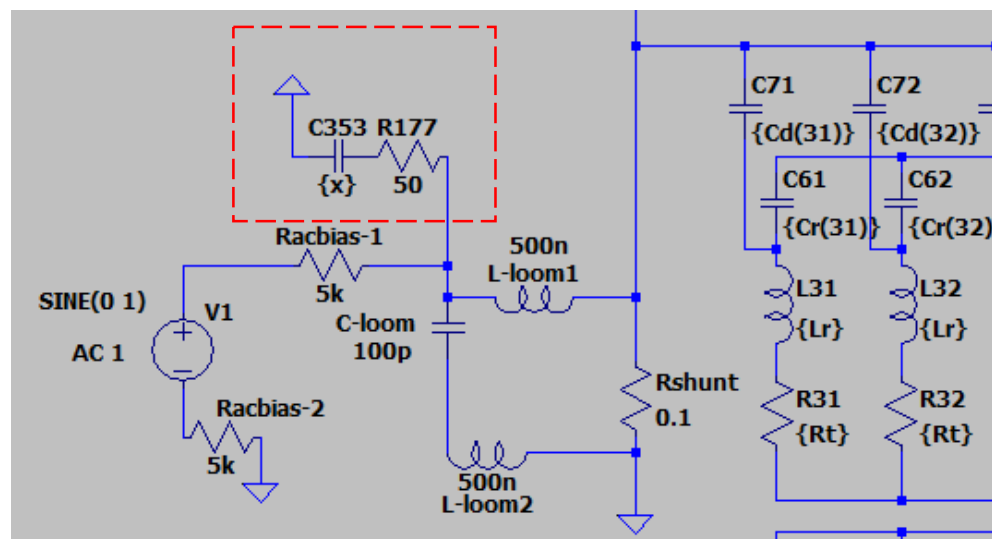 C71
C72
{Cd(31)}
{Cd(32)}
C353
R177
{x}
50
C61
C62
{Cr(31)}
{Cr(32)
Racbias-1
5k
500n
L-loom1
SINE(0 1)
V1
AC 1
C-loom
100p
L31
L32
{Lr}
{Lr}
Rshunt
0.1
R31
R32
{Rt}
{Rt}
Racbias-2
5k
500n
L-loom2